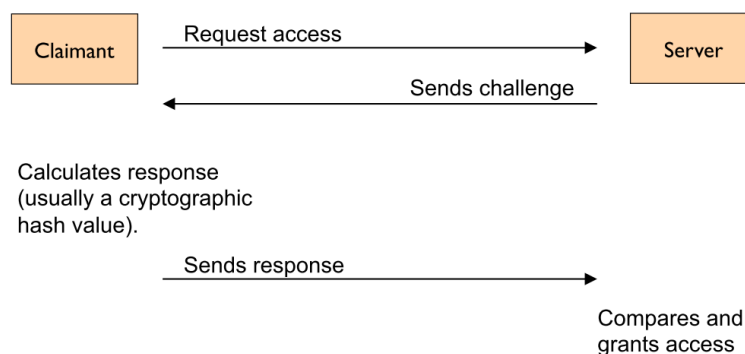 Claimant
Request access
Server
Sends challenge
Calculates response
(usually a cryptographic
hash value).
Sends response
Compares and
grants access